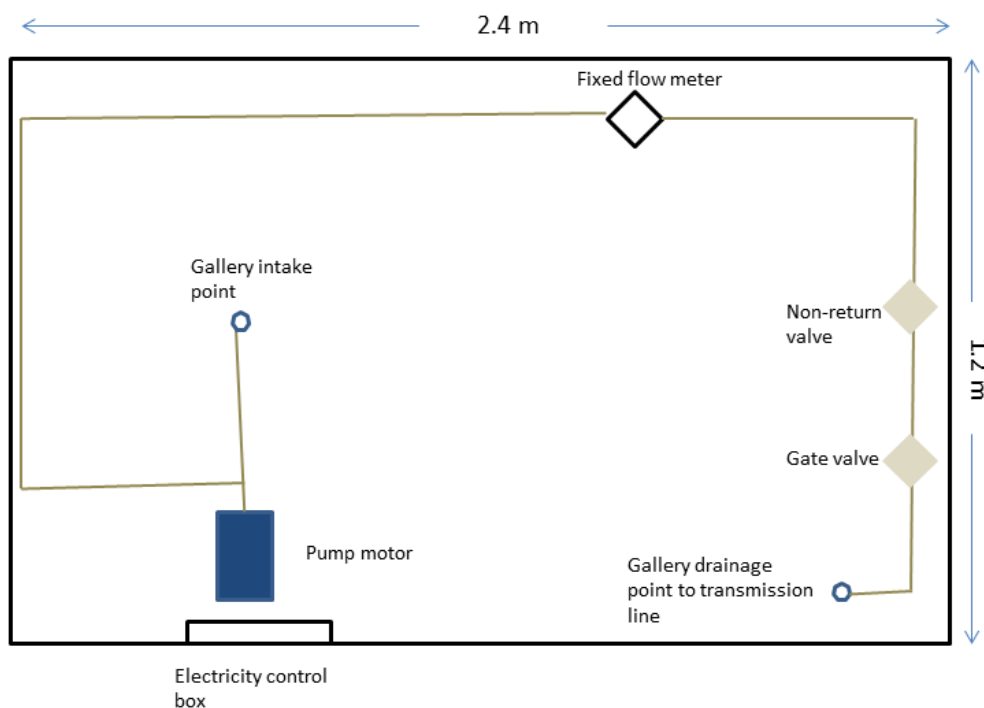 2.4 m
Fixed flow meter
Gallery intake
point
Non-return
valve
1.2 m
Gate valve
Pump motor
Gallery drainage
point to transmission
line
Electricity control
box